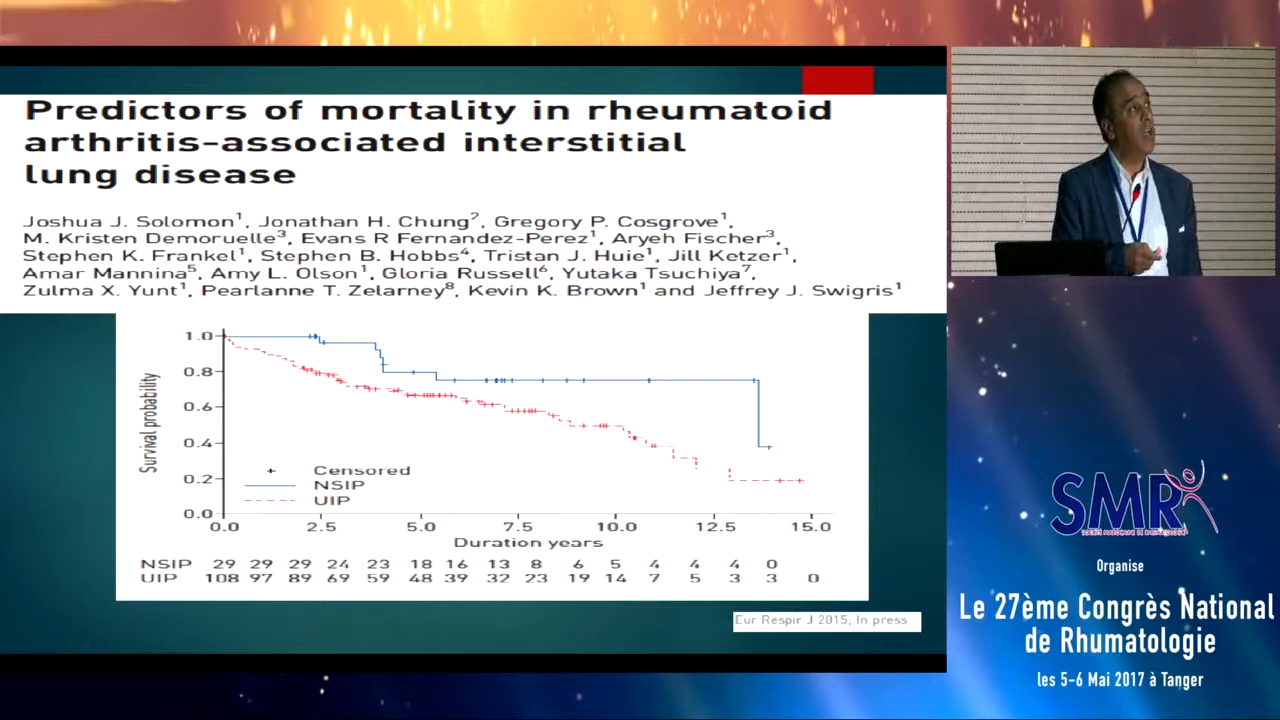 Predictors of mortality in rheumatoid
arthritis-associated interstitial
lung disease
Joshua J. Solomon¹, Jonathan H. Chung², Gregory P. Cosgrove¹,
M. Kristen Demoruelle³, Evans R Fernandez-Perez¹, Aryeh Fischer³,
Stephen K. Frankel¹, Stephen B. Hobbs⁴, Tristan J. Huie¹, Jill Ketzer¹,
Amar Mannina⁵, Amy L. Olson¹, Gloria Russell⁶, Yutaka Tsuchiya⁷,
Zulma X. Yunt¹, Pearlanne T. Zelarney⁸, Kevin K. Brown¹ and Jeffrey J. Swigris¹
Survival probability
1.0
0.8
0.6
0.4
0.2
0.0
Censored
NSIP
UIP
0.0 2.5 5.0 7.5 10.0 12.5 15.0
Duration years
NSIP 29 29 29 24 23 18 16 13 8 6 5 4 4 4 0
UIP 108 97 89 69 59 48 39 32 23 19 14 7 5 3 3 0
Eur Respir J 2015, In press
SMR
Organise
Le 27ème Congrès National
de Rhumatologie
les 5-6 Mai 2017 à Tanger